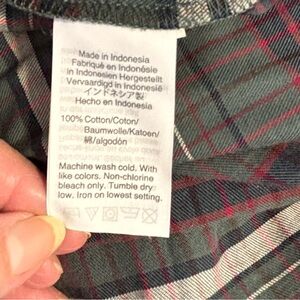 Made in Indonesia
Fabriqué en Indonésie
in Indonesien Hergestellt
Vervaardigd in Indonesië
インドネシア製
Hecho en Indonesia
100% Cotton/Coton/
Baumwolle/Katoen/
綿/algodón
Machine wash cold. With
like colors. Non-chlorine
bleach only. Tumble dry
low. Iron on lowest setting.